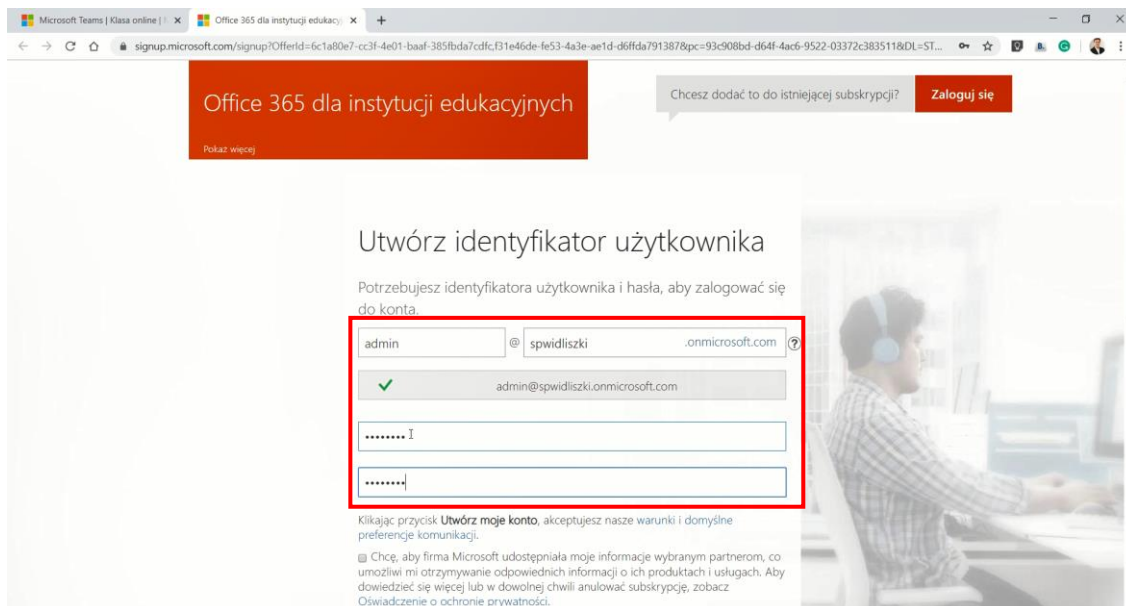 Microsoft Teams | Klasa online |
Office 365 dla instytucji edukacyj
signup.microsoft.com/signup?OfferId=6c1a80e7-cc3f-4e01-baaf-385fbda7cdfc,f31e46de-fe53-4a3e-ae1d-d6ffda791387&pc=93c908bd-d64f-4ac6-9522-03372c383511&DL=ST...
Office 365 dla instytucji edukacyjnych
Pokaż więcej
Chcesz dodać to do istniejącej subskrypcji?
Zaloguj się
Utwórz identyfikator użytkownika
Potrzebujesz identyfikatora użytkownika i hasła, aby zalogować się
do konta.
admin @ spwidliszki .onmicrosoft.com ?
admin@spwidliszki.onmicrosoft.com
Klikając przycisk Utwórz moje konto, akceptujesz nasze warunki i domyślne
preferencje komunikacji.
Chcę, aby firma Microsoft udostępniała moje informacje wybranym partnerom, co
umożliwi mi otrzymywanie odpowiednich informacji o ich produktach i usługach. Aby
dowiedzieć się więcej lub w dowolnej chwili anulować subskrypcję, zobacz
Oświadczenie o ochronie prywatności.